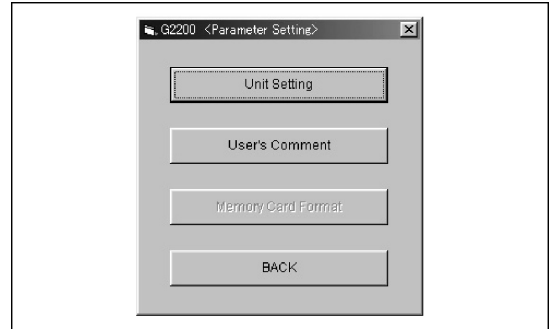 G2200 <Parameter Setting>
Unit Setting
User's Comment
Memory Card Format
BACK